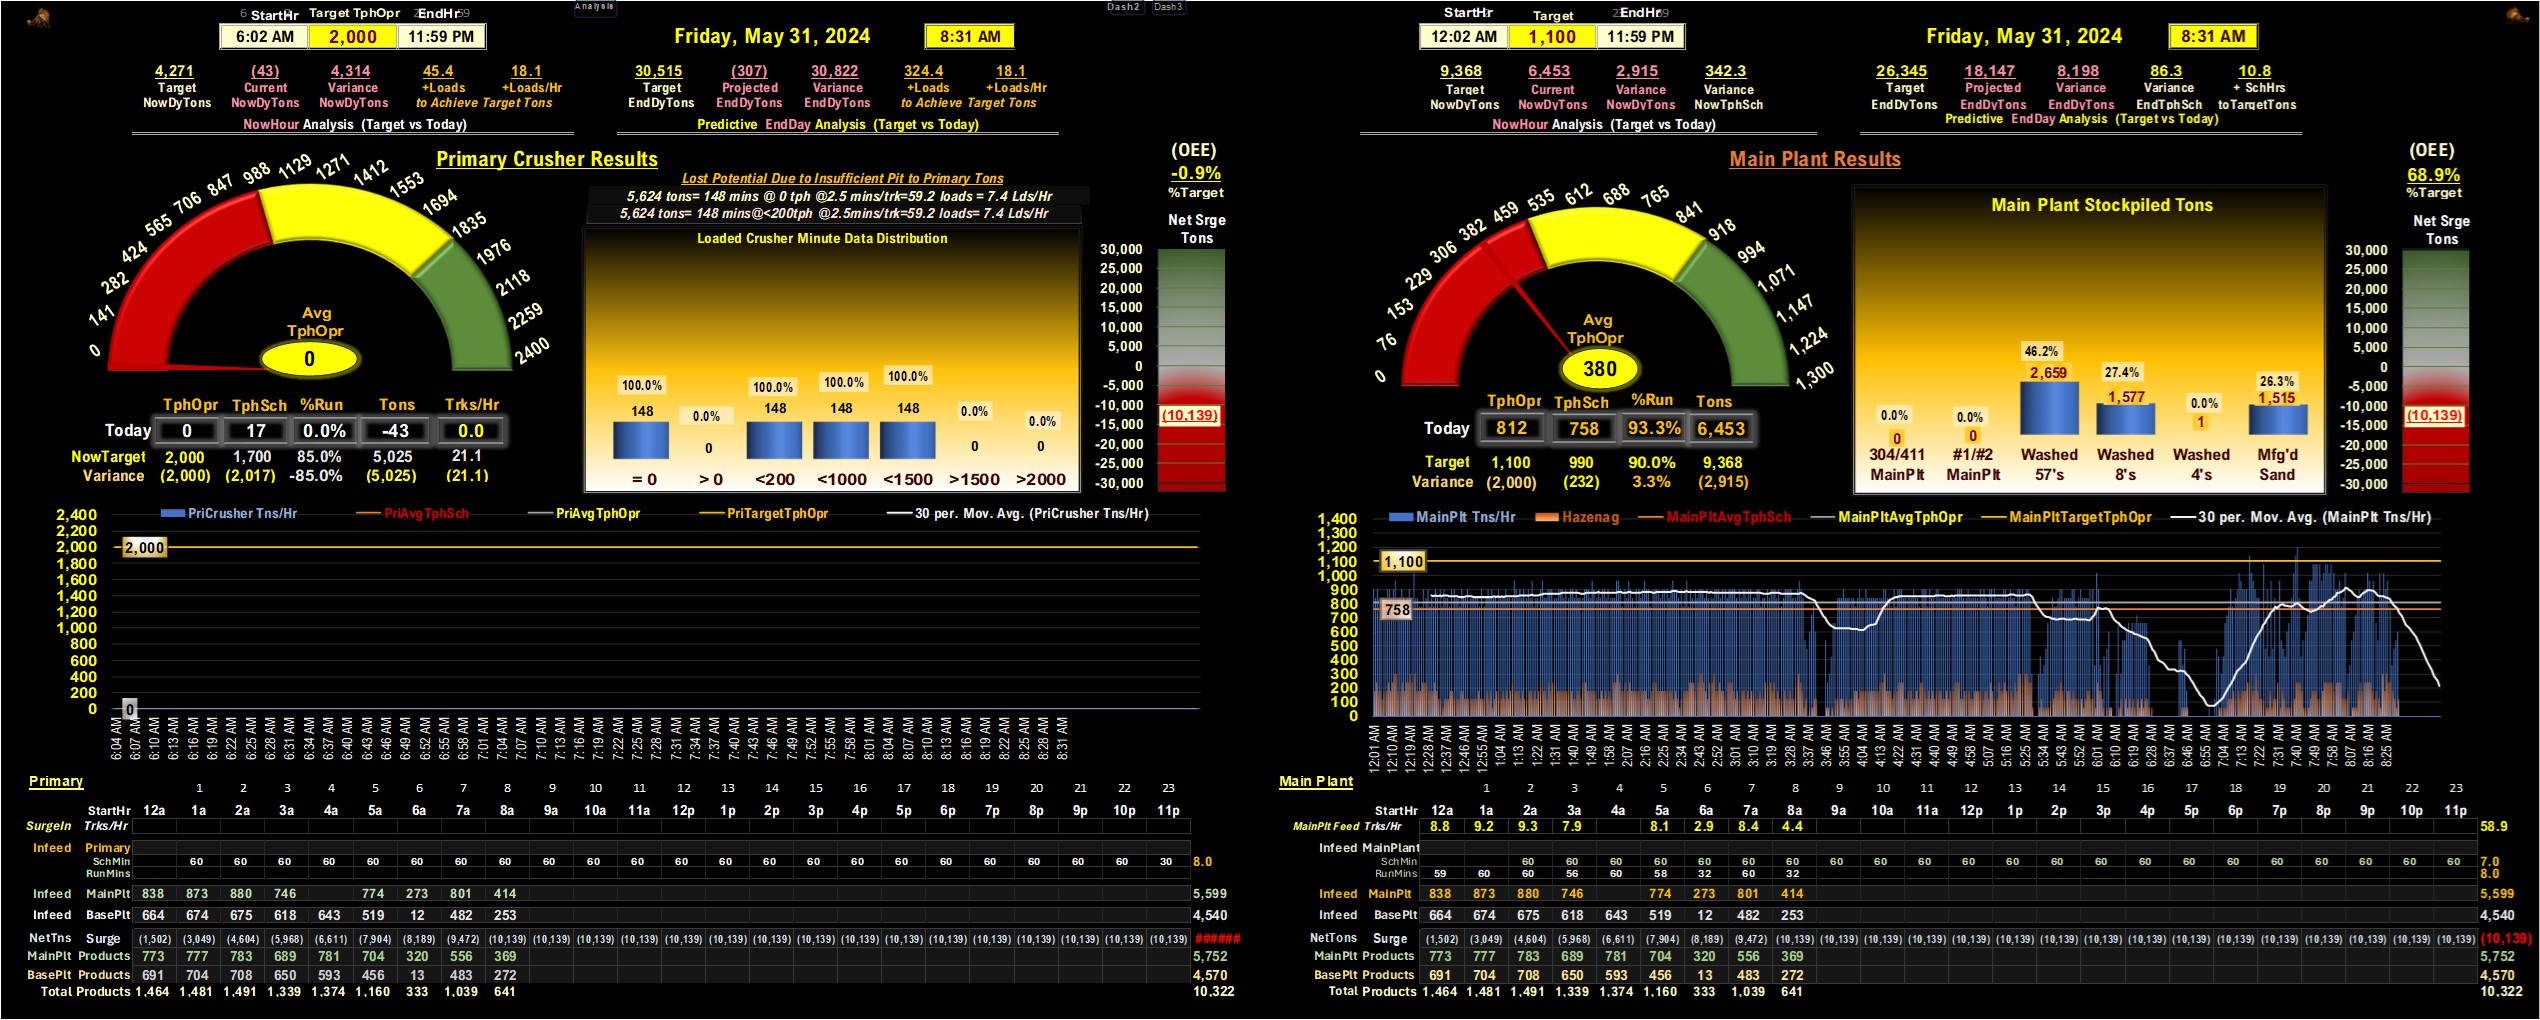 StartHr Target TphOpr EndHr
6:02 AM 2,000 11:59 PM
Analysis
Dash2 Dash3
Friday, May 31, 2024 8:31 AM
4,271 (43) 4,314 45.4 18.1
Target Current Variance +Loads +Loads/Hr
NowDyTons NowDyTons NowDyTons to Achieve Target Tons
NowHour Analysis (Target vs Today)
30,515 (307) 30,822 324.4 18.1
Target Projected Variance +Loads +Loads/Hr
EndDyTons EndDyTons EndDyTons to Achieve Target Tons
Predictive EndDay Analysis (Target vs Today)
Primary Crusher Results
(OEE)
-0.9%
%Target
Lost Potential Due to Insufficient Pit to Primary Tons
5,624 tons= 148 mins @ 0 tph @2.5 mins/trk=59.2 loads = 7.4 Lds/Hr
5,624 tons= 148 mins@<200tph @2.5mins/trk=59.2 loads= 7.4 Lds/Hr
0 141 282 424 565 706 847 988 1129 1271 1412 1553 1694 1835 1976 2118 2259 2400
Avg
TphOpr
0
Loaded Crusher Minute Data Distribution
100.0% 0.0% 100.0% 100.0% 100.0% 0.0% 0.0%
148 0 148 148 148 0 0
= 0 > 0 <200 <1000 <1500 >1500 >2000
Net Srge
Tons
30,000
25,000
20,000
15,000
10,000
5,000
0
-5,000
-10,000
(10,139)
-15,000
-20,000
-25,000
-30,000
TphOpr TphSch %Run Tons Trks/Hr
Today 0 17 0.0% -43 0.0
NowTarget 2,000 1,700 85.0% 5,025 21.1
Variance (2,000) (2,017) -85.0% (5,025) (21.1)
PriCrusher Tns/Hr PriAvgTphSch PriAvgTphOpr PriTargetTphOpr 30 per. Mov. Avg. (PriCrusher Tns/Hr)
2,400
2,200
2,000 2,000
1,800
1,600
1,400
1,200
1,000
800
600
400
200
0 0
6:04 AM 6:07 AM 6:10 AM 6:13 AM 6:16 AM 6:19 AM 6:22 AM 6:25 AM 6:28 AM 6:31 AM 6:34 AM 6:37 AM 6:40 AM 6:43 AM 6:46 AM 6:49 AM 6:52 AM 6:55 AM 6:58 AM 7:01 AM 7:04 AM 7:07 AM 7:10 AM 7:13 AM 7:16 AM 7:19 AM 7:22 AM 7:25 AM 7:28 AM 7:31 AM 7:34 AM 7:37 AM 7:40 AM 7:43 AM 7:46 AM 7:49 AM 7:52 AM 7:55 AM 7:58 AM 8:01 AM 8:04 AM 8:07 AM 8:10 AM 8:13 AM 8:16 AM 8:19 AM 8:22 AM 8:25 AM 8:28 AM 8:31 AM
Primary 1 2 3 4 5 6 7 8 9 10 11 12 13 14 15 16 17 18 19 20 21 22 23
StartHr 12a 1a 2a 3a 4a 5a 6a 7a 8a 9a 10a 11a 12p 1p 2p 3p 4p 5p 6p 7p 8p 9p 10p 11p
SurgeIn Trks/Hr
Infeed Primary
SchMin 60 60 60 60 60 60 60 60 60 60 60 60 60 60 60 60 60 60 60 60 60 60 30 8.0
RunMins
Infeed MainPlt 838 873 880 746 774 273 801 414 5,599
Infeed BasePlt 664 674 675 618 643 519 12 482 253 4,540
NetTns Surge (1,502) (3,049) (4,604) (5,968) (6,611) (7,904) (8,189) (9,472) (10,139) (10,139) (10,139) (10,139) (10,139) (10,139) (10,139) (10,139) (10,139) (10,139) (10,139) (10,139) (10,139) (10,139) (10,139) (10,139) ######
MainPlt Products 773 777 783 689 781 704 320 556 369 5,752
BasePlt Products 691 704 708 650 593 456 13 483 272 4,570
Total Products 1,464 1,481 1,491 1,339 1,374 1,160 333 1,039 641 10,322
StartHr Target EndHr
12:02 AM 1,100 11:59 PM
Friday, May 31, 2024 8:31 AM
9,368 6,453 2,915 342.3
Target Current Variance Variance
NowDyTons NowDyTons NowDyTons NowTphSch
NowHour Analysis (Target vs Today)
26,345 18,147 8,198 86.3 10.8
Target Projected Variance Variance + SchHrs
EndDyTons EndDyTons EndDyTons EndTphSch toTargetTons
Predictive EndDay Analysis (Target vs Today)
Main Plant Results
(OEE)
68.9%
%Target
0 76 153 229 306 382 459 535 612 688 765 841 918 994 1,071 1,147 1,224 1,300
Avg
TphOpr
380
Main Plant Stockpiled Tons
0.0% 0.0% 46.2% 27.4% 0.0% 26.3%
0 0 2,659 1,577 1 1,515
304/411 #1/#2 Washed Washed Washed Mfg'd
MainPlt MainPlt 57's 8's 4's Sand
Net Srge
Tons
30,000
25,000
20,000
15,000
10,000
5,000
0
-5,000
-10,000
(10,139)
-15,000
-20,000
-25,000
-30,000
TphOpr TphSch %Run Tons
Today 812 758 93.3% 6,453
Target 1,100 990 90.0% 9,368
Variance (2,000) (232) 3.3% (2,915)
MainPlt Tns/Hr Hazenag MainPltAvgTphSch MainPltAvgTphOpr MainPltTargetTphOpr 30 per. Mov. Avg. (MainPlt Tns/Hr)
1,400
1,300
1,200
1,100 1,100
1,000
900
800
700 758
600
500
400
300
200
100
0
12:01 AM 12:10 AM 12:19 AM 12:28 AM 12:37 AM 12:46 AM 12:55 AM 1:04 AM 1:13 AM 1:22 AM 1:31 AM 1:40 AM 1:49 AM 1:58 AM 2:07 AM 2:16 AM 2:25 AM 2:34 AM 2:43 AM 2:52 AM 3:01 AM 3:10 AM 3:19 AM 3:28 AM 3:37 AM 3:46 AM 3:55 AM 4:04 AM 4:13 AM 4:22 AM 4:31 AM 4:40 AM 4:49 AM 4:58 AM 5:07 AM 5:16 AM 5:25 AM 5:34 AM 5:43 AM 5:52 AM 6:01 AM 6:10 AM 6:19 AM 6:28 AM 6:37 AM 6:46 AM 6:55 AM 7:04 AM 7:13 AM 7:22 AM 7:31 AM 7:40 AM 7:49 AM 7:58 AM 8:07 AM 8:16 AM 8:25 AM
Main Plant 1 2 3 4 5 6 7 8 9 10 11 12 13 14 15 16 17 18 19 20 21 22 23
StartHr 12a 1a 2a 3a 4a 5a 6a 7a 8a 9a 10a 11a 12p 1p 2p 3p 4p 5p 6p 7p 8p 9p 10p 11p
MainPlt Feed Trks/Hr 8.8 9.2 9.3 7.9 8.1 2.9 8.4 4.4 58.9
Infeed MainPlant
SchMin 60 60 60 60 60 60 60 60 60 60 60 60 60 60 60 60 60 60 60 60 60 60 7.0
RunMins 59 60 60 56 60 58 32 60 32 8.0
Infeed MainPlt 838 873 880 746 774 273 801 414 5,599
Infeed BasePlt 664 674 675 618 643 519 12 482 253 4,540
NetTons Surge (1,502) (3,049) (4,604) (5,968) (6,611) (7,904) (8,189) (9,472) (10,139) (10,139) (10,139) (10,139) (10,139) (10,139) (10,139) (10,139) (10,139) (10,139) (10,139) (10,139) (10,139) (10,139) (10,139) (10,139) (10,139)
MainPlt Products 773 777 783 689 781 704 320 556 369 5,752
BasePlt Products 691 704 708 650 593 456 13 483 272 4,570
Total Products 1,464 1,481 1,491 1,339 1,374 1,160 333 1,039 641 10,322